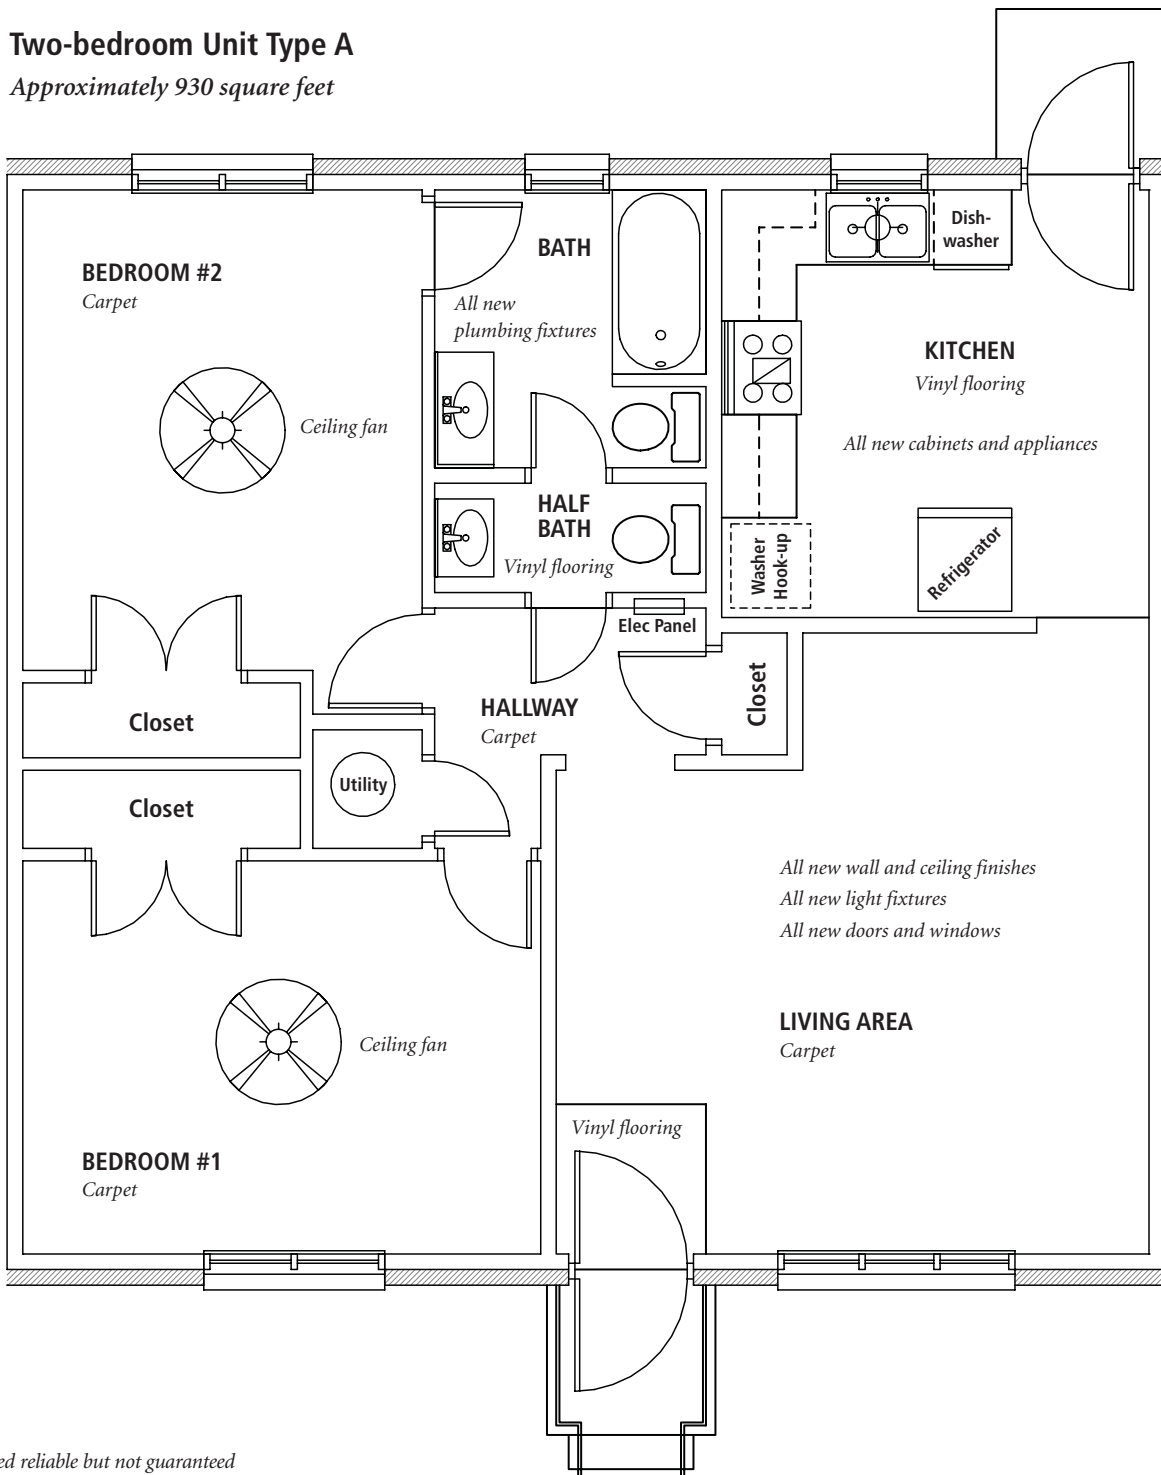 Two-bedroom Unit Type A
Approximately 930 square feet
BEDROOM #2
Carpet
Ceiling fan
BATH
All new
plumbing fixtures
Dish-
washer
KITCHEN
Vinyl flooring
All new cabinets and appliances
HALF
BATH
Vinyl flooring
Washer
Hook-up
Refrigerator
Elec Panel
Closet
HALLWAY
Carpet
Closet
Utility
Closet
All new wall and ceiling finishes
All new light fixtures
All new doors and windows
LIVING AREA
Carpet
Ceiling fan
BEDROOM #1
Carpet
Vinyl flooring
reliable but not guaranteed